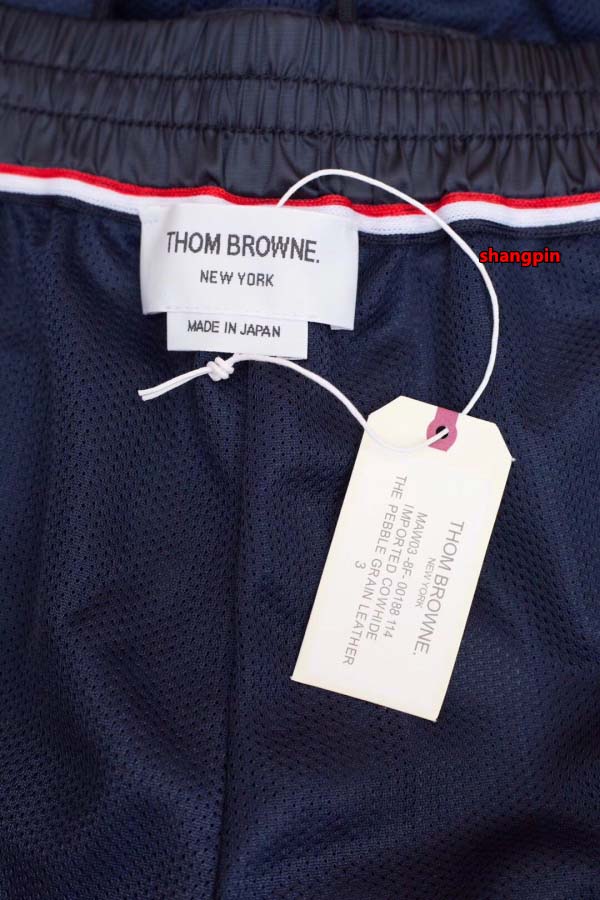 THOM BROWNE.
NEW YORK
MADE IN JAPAN
shangpin
THOM BROWNE.
NEW YORK
MAW03-8F-00188 114
IMPORTED COWHIDE
THE PEBBLE GRAIN LEATHER
3